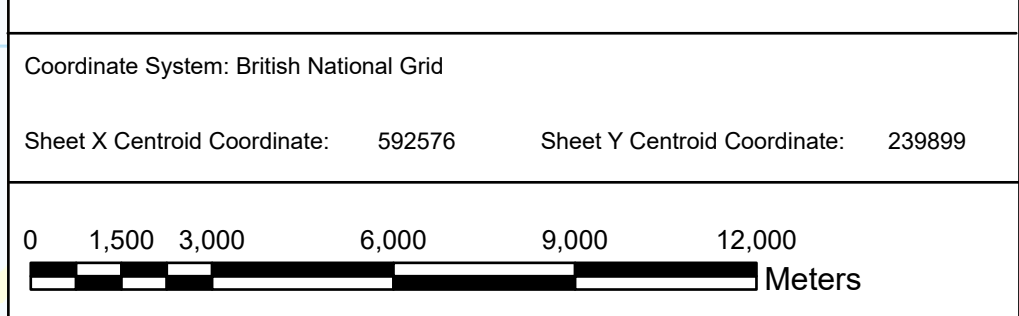 Coordinate System: British National Grid
Sheet X Centroid Coordinate: 592576 Sheet Y Centroid Coordinate: 239899
0 1,500 3,000 6,000 9,000 12,000
Meters